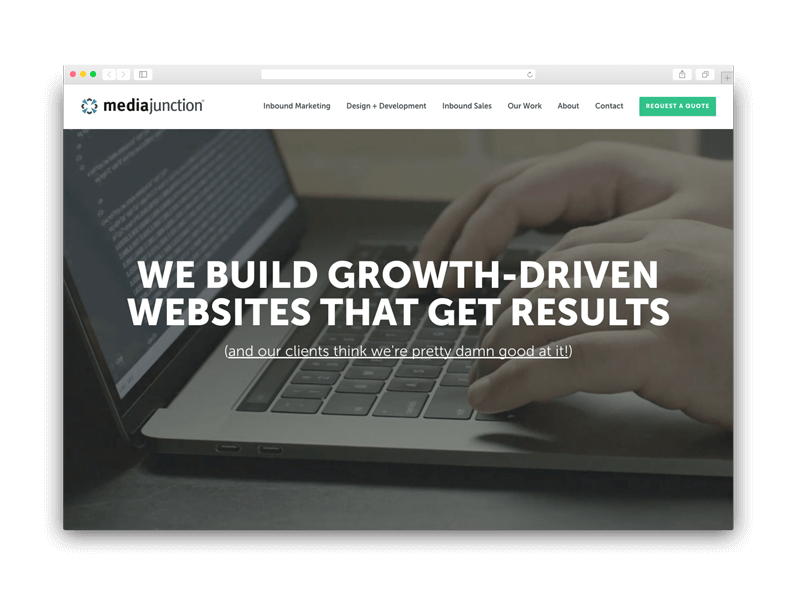 mediajunction®
Inbound Marketing Design + Development Inbound Sales Our Work About Contact REQUEST A QUOTE
WE BUILD GROWTH-DRIVEN
WEBSITES THAT GET RESULTS
(and our clients think we're pretty damn good at it!)